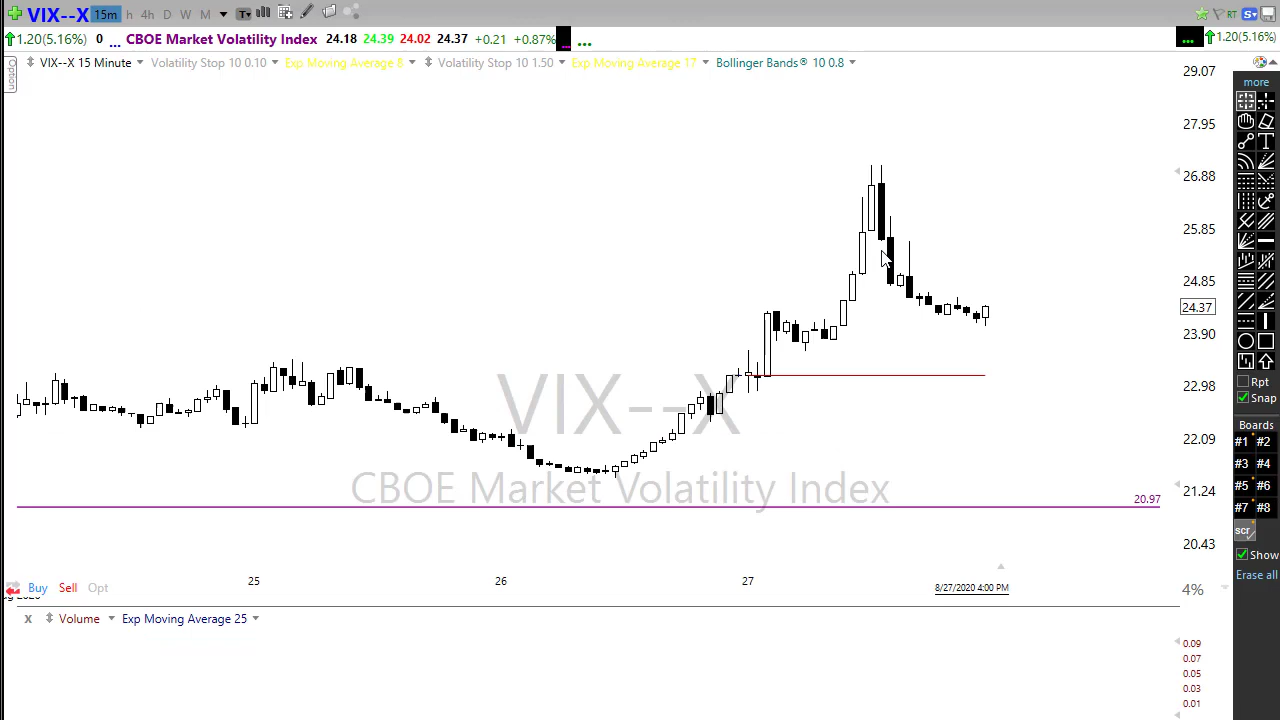 VIX--X 15m h 4h D W M RT
1.20(5.16%) 0 ... CBOE Market Volatility Index 24.18 24.39 24.02 24.37 +0.21 +0.87% ... ... ... 1.20(5.16%)
Option
VIX--X 15 Minute Volatility Stop 10 0.10 Exp Moving Average 8 Volatility Stop 10 1.50 Exp Moving Average 17 Bollinger Bands® 10 0.8
29.07
more
27.95
26.88
25.85
24.85
24.37
23.90
22.98
Rpt
Snap
VIX--X
Boards
22.09
#1 #2
#3 #4
CBOE Market Volatility Index
21.24
#5 #6
20.97
#7 #8
scr
20.43
Show
Erase all
25 26 27
Buy Sell Opt
8/27/2020 4:00 PM
4%
x Volume Exp Moving Average 25
0.09
0.07
0.05
0.03
0.01